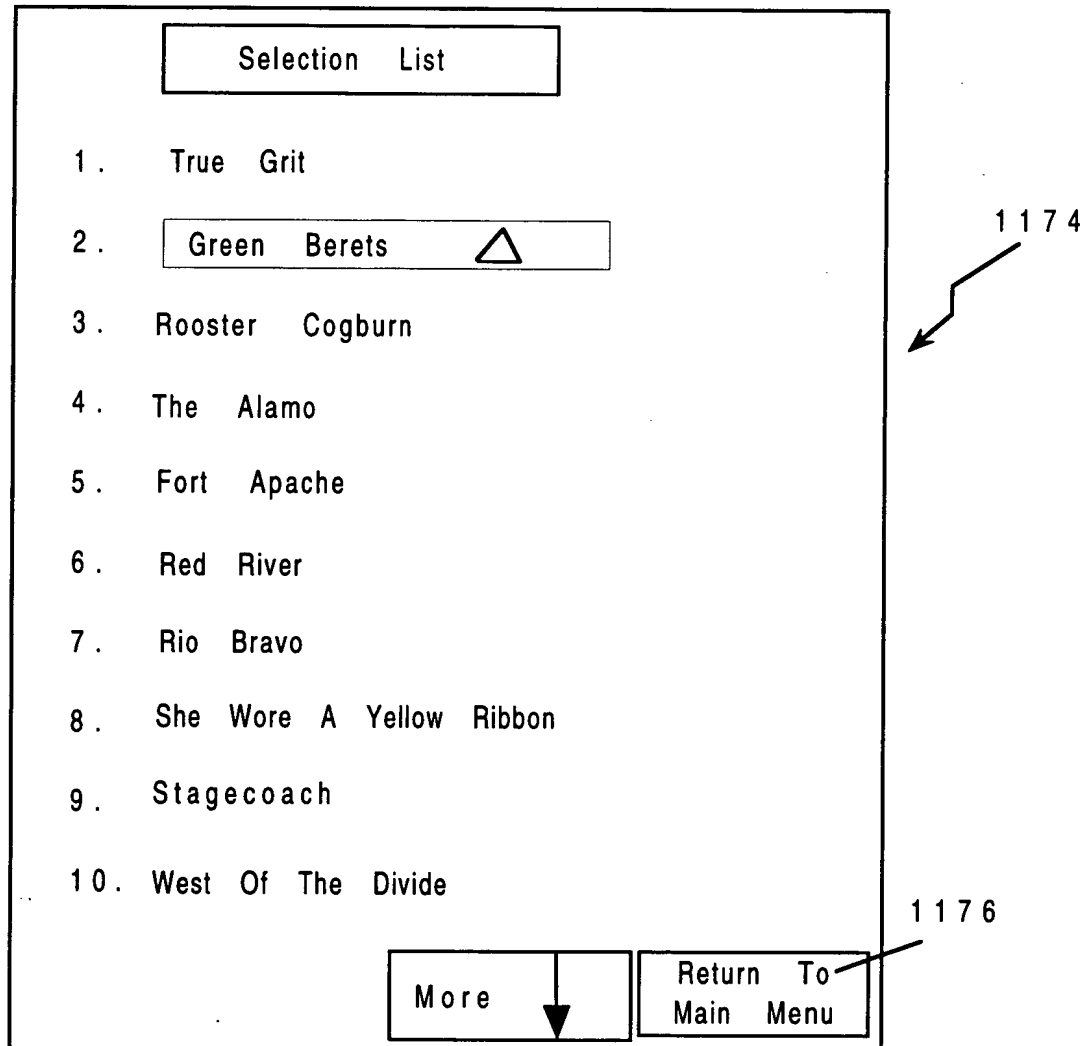 Selection List
1. True Grit
2. Green Berets
1174
3. Rooster Cogburn
4. The Alamo
5. Fort Apache
6. Red River
7. Rio Bravo
8. She Wore A Yellow Ribbon
9. Stagecoach
10. West Of The Divide
1176
More
Return To
Main Menu